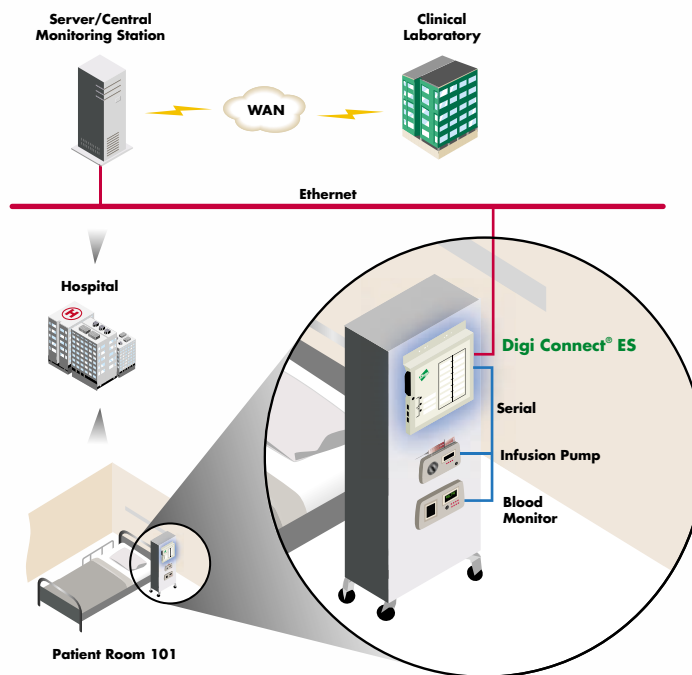 Server/Central
Monitoring Station
Clinical
Laboratory
WAN
Ethernet
Hospital
H
Digi Connect® ES
Serial
Infusion Pump
Blood
Monitor
Patient Room 101